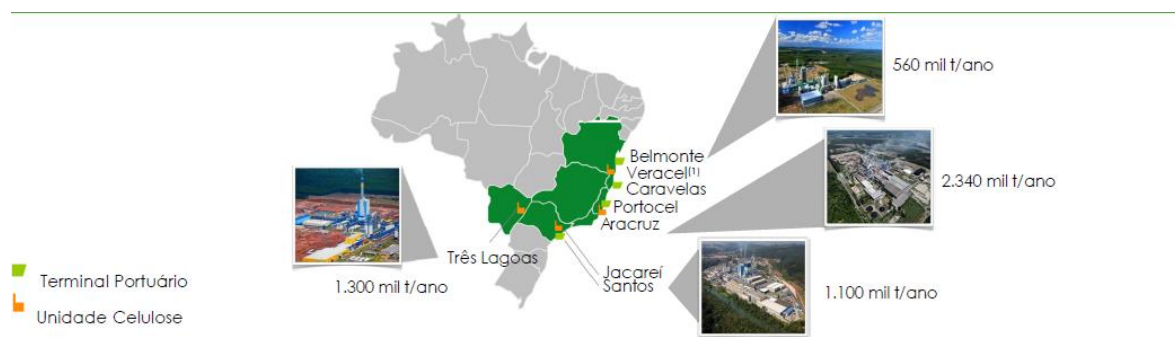 560 mil t/ano
Belmonte
Veracel(1)
Caravelas
Portocel
Aracruz
2.340 mil t/ano
Três Lagoas
1.300 mil t/ano
Jacareí
Santos
1.100 mil t/ano
Terminal Portuário
Unidade Celulose